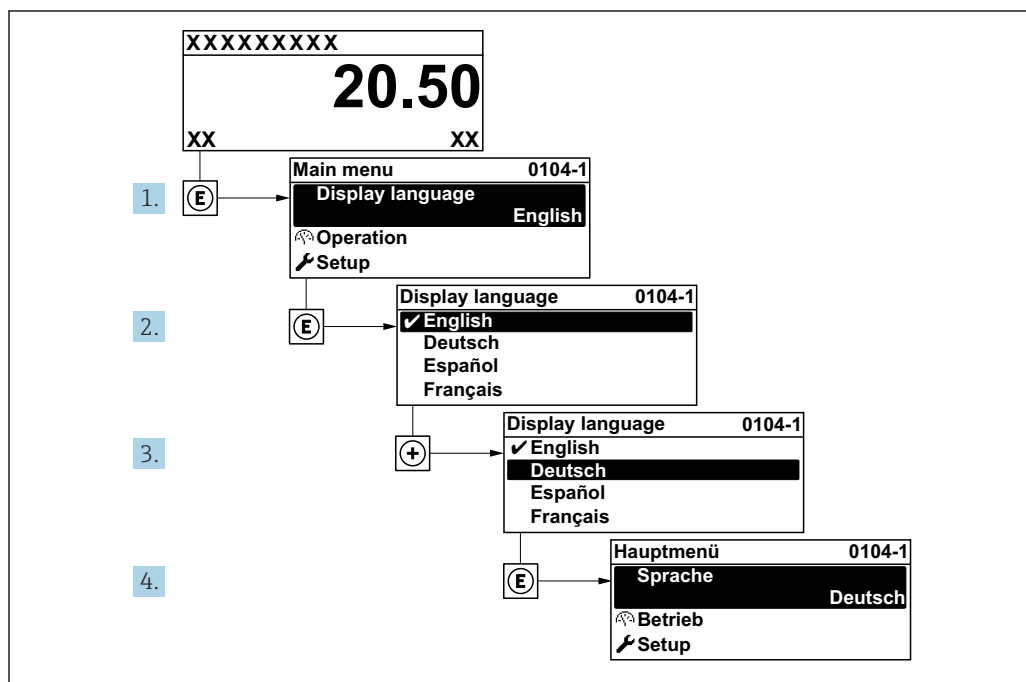 XXXXXXXXX
20.50
XX XX
1. E
Main menu 0104-1
Display language
English
Operation
Setup
2. E
Display language 0104-1
✔ English
Deutsch
Español
Français
3. +
Display language 0104-1
✔ English
Deutsch
Español
Français
4. E
Hauptmenü 0104-1
Sprache
Deutsch
Betrieb
Setup